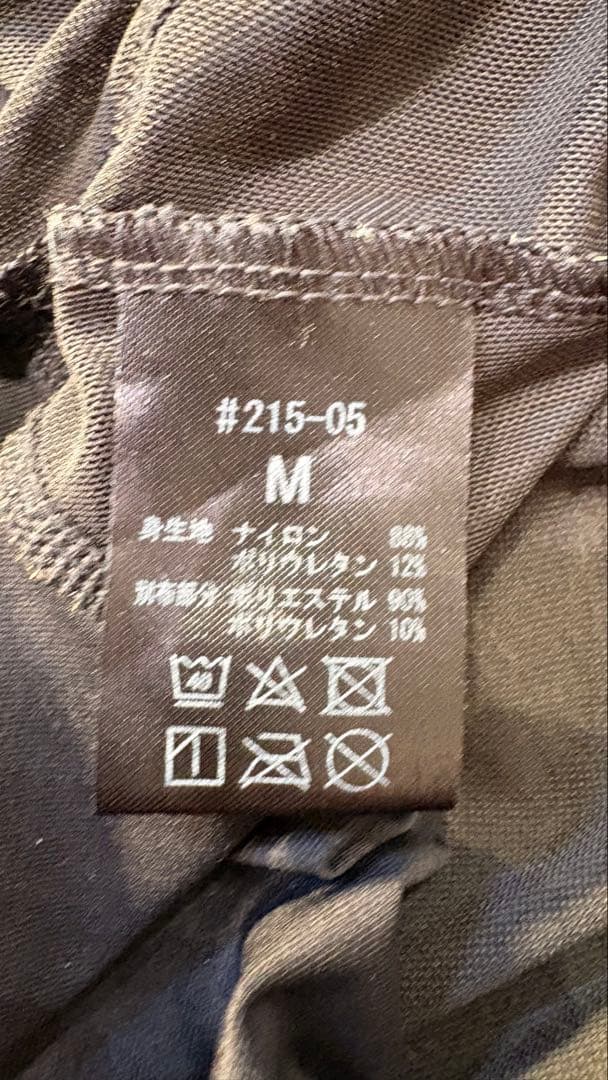 #215-05
M
身生地 ナイロン 88%
ポリウレタン 12%
別布部分 ポリエステル 90%
ポリウレタン 10%
40